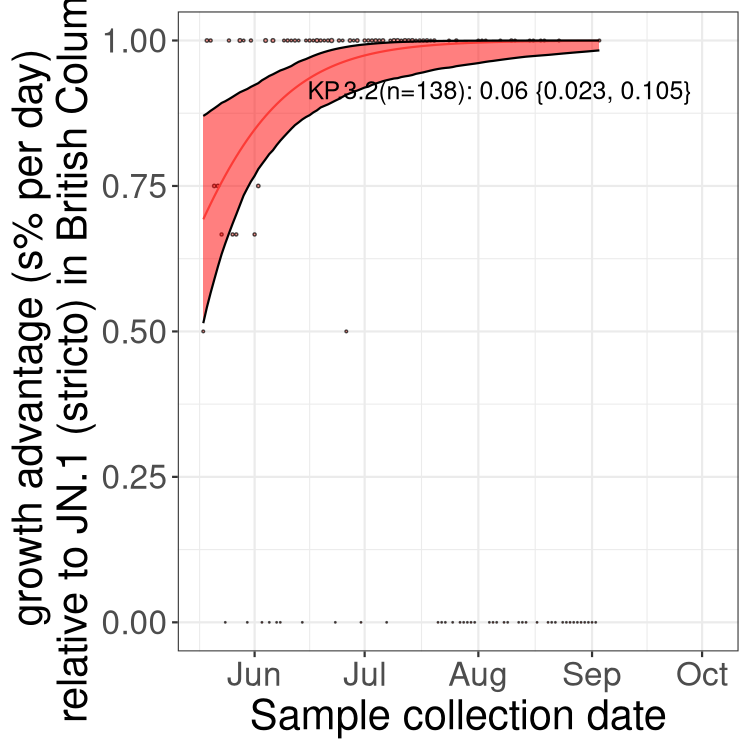 growth advantage (s% per day)
relative to JN.1 (stricto) in British Colum
1.00
0.75
0.50
0.25
0.00
KP.3.2(n=138): 0.06 {0.023, 0.105}
Jun Jul Aug Sep Oct
Sample collection date